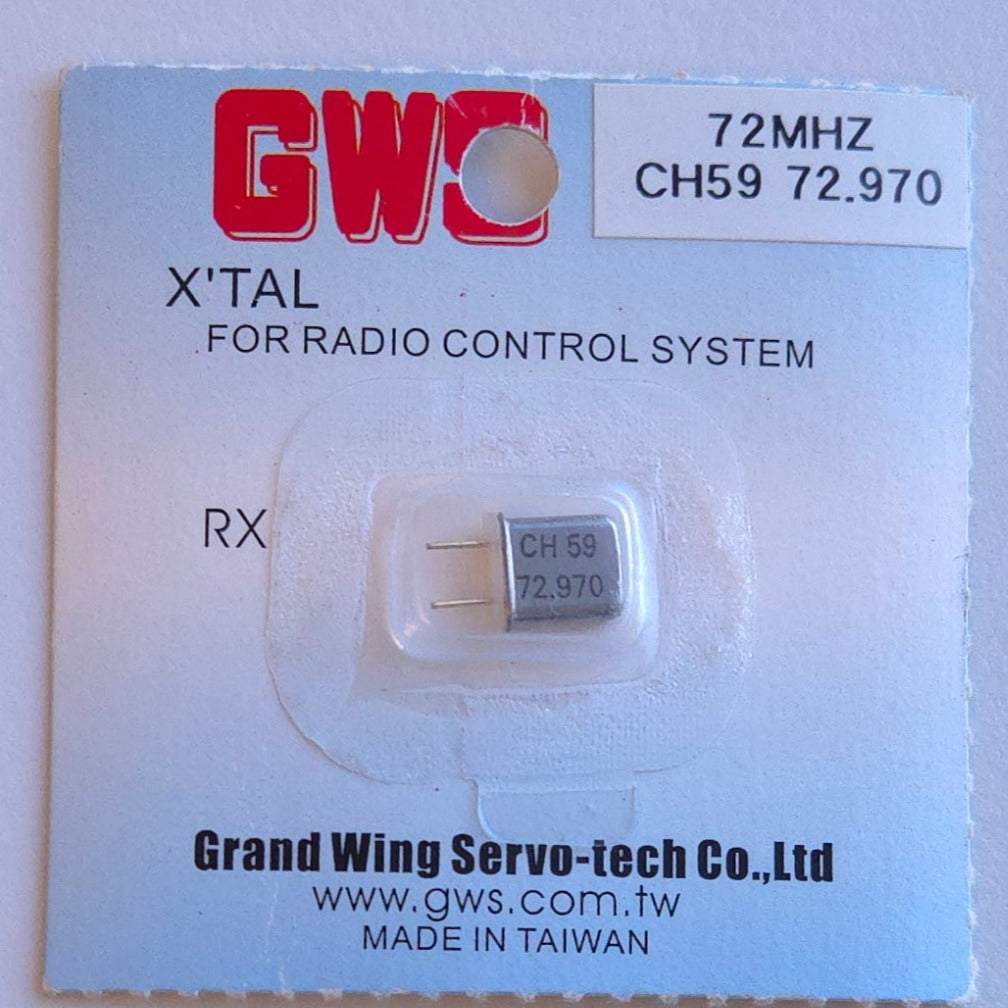 GWS
72MHZ
CH59 72.970
X'TAL
FOR RADIO CONTROL SYSTEM
RX
CH 59
72.970
Grand Wing Servo-tech Co.,Ltd
www.gws.com.tw
MADE IN TAIWAN